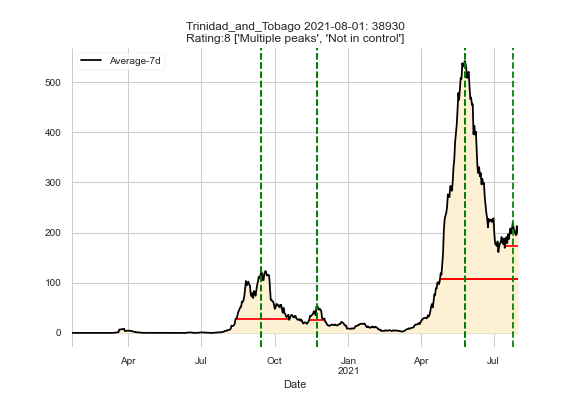 Trinidad_and_Tobago 2021-08-01: 38930
Rating:8 ['Multiple peaks', 'Not in control']
Average-7d
500
400
300
200
100
0
Apr
Jul
Oct
Jan
2021
Apr
Jul
Date